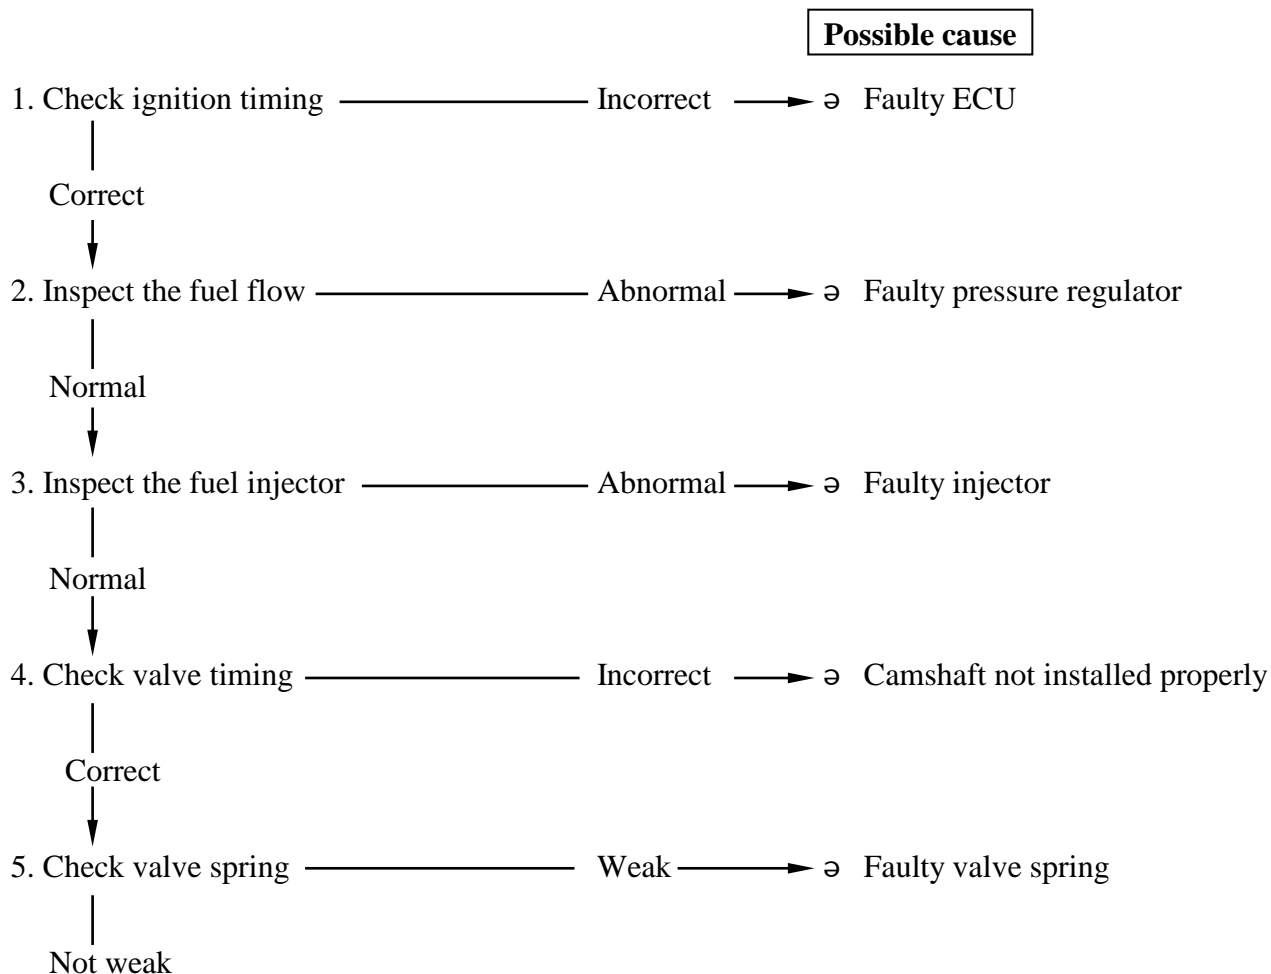 Possible cause
1. Check ignition timing Incorrect ə Faulty ECU
Correct
2. Inspect the fuel flow Abnormal ə Faulty pressure regulator
Normal
3. Inspect the fuel injector Abnormal ə Faulty injector
Normal
4. Check valve timing Incorrect ə Camshaft not installed properly
Correct
5. Check valve spring Weak ə Faulty valve spring
Not weak